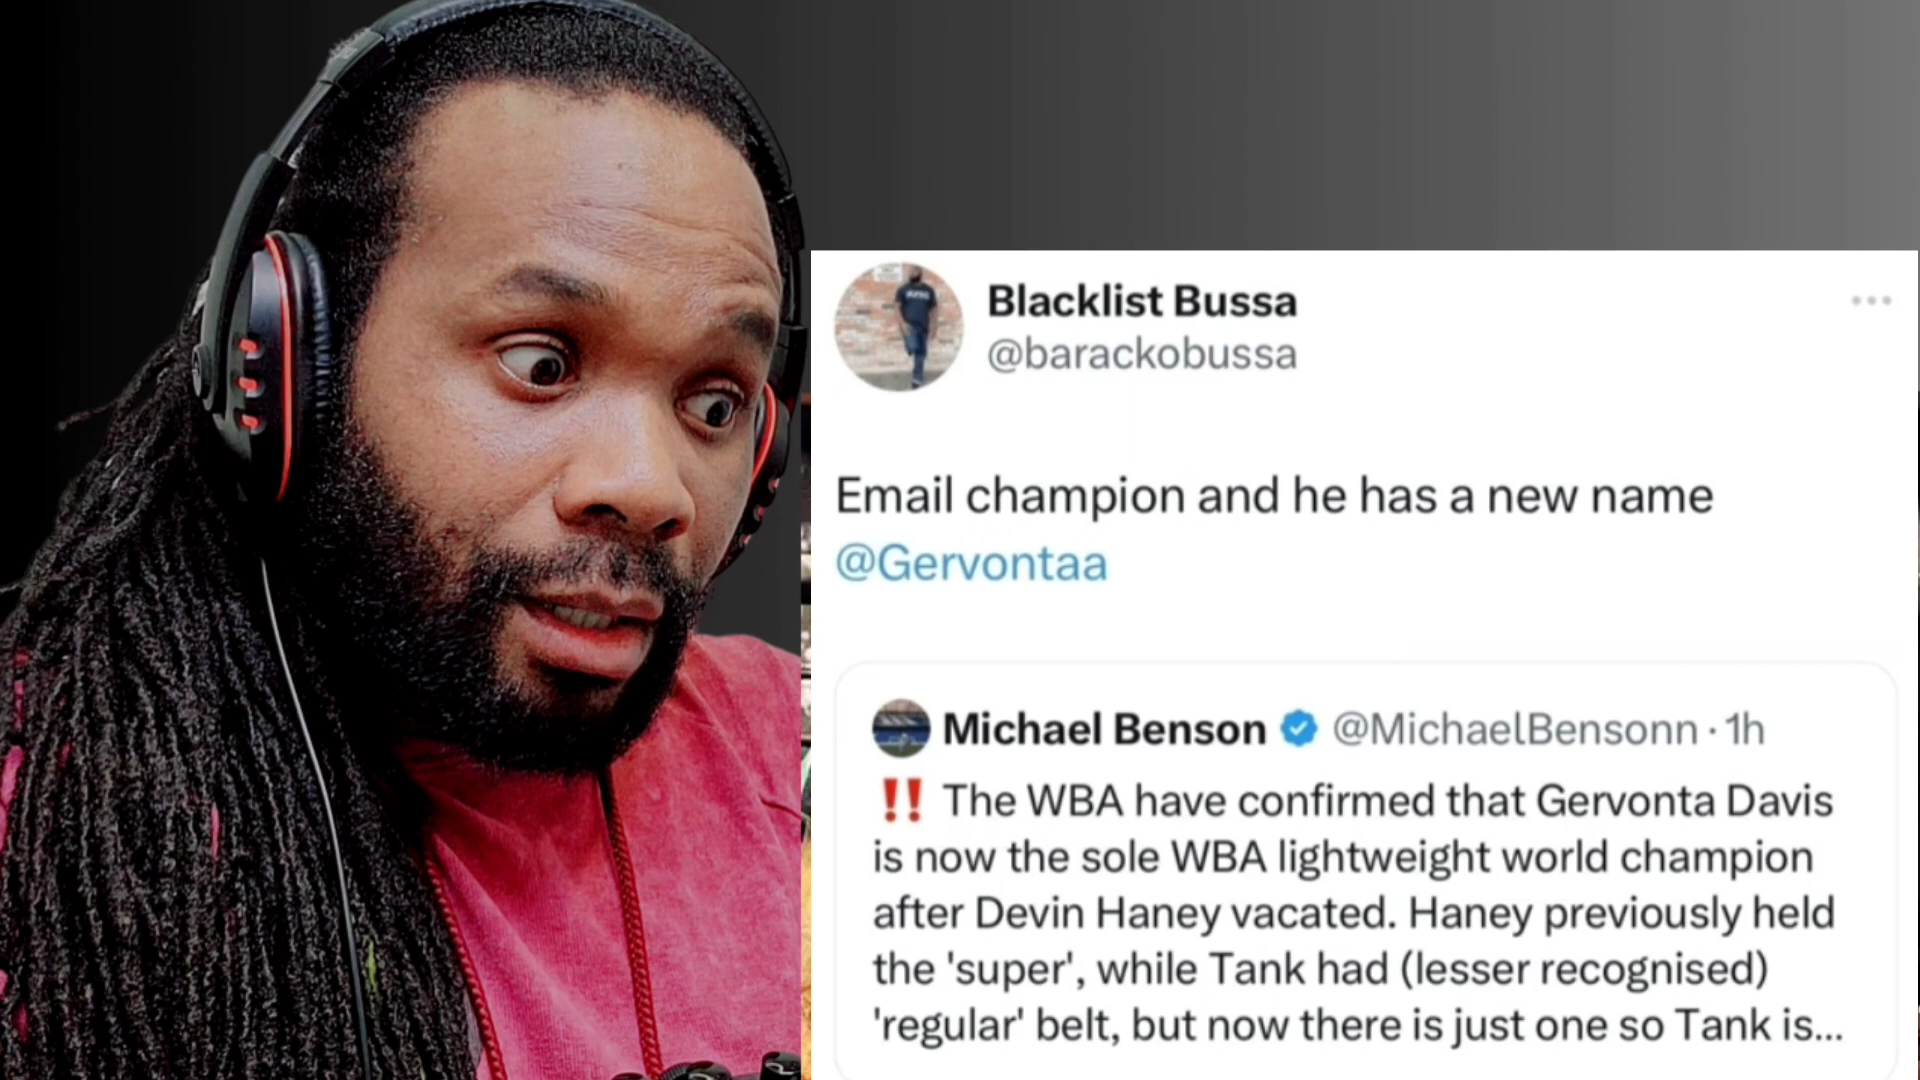 Blacklist Bussa
@barackobussa
Email champion and he has a new name
@Gervontaa
Michael Benson @MichaelBensonn · 1h
‼️ The WBA have confirmed that Gervonta Davis
is now the sole WBA lightweight world champion
after Devin Haney vacated. Haney previously held
the 'super', while Tank had (lesser recognised)
'regular' belt, but now there is just one so Tank is...